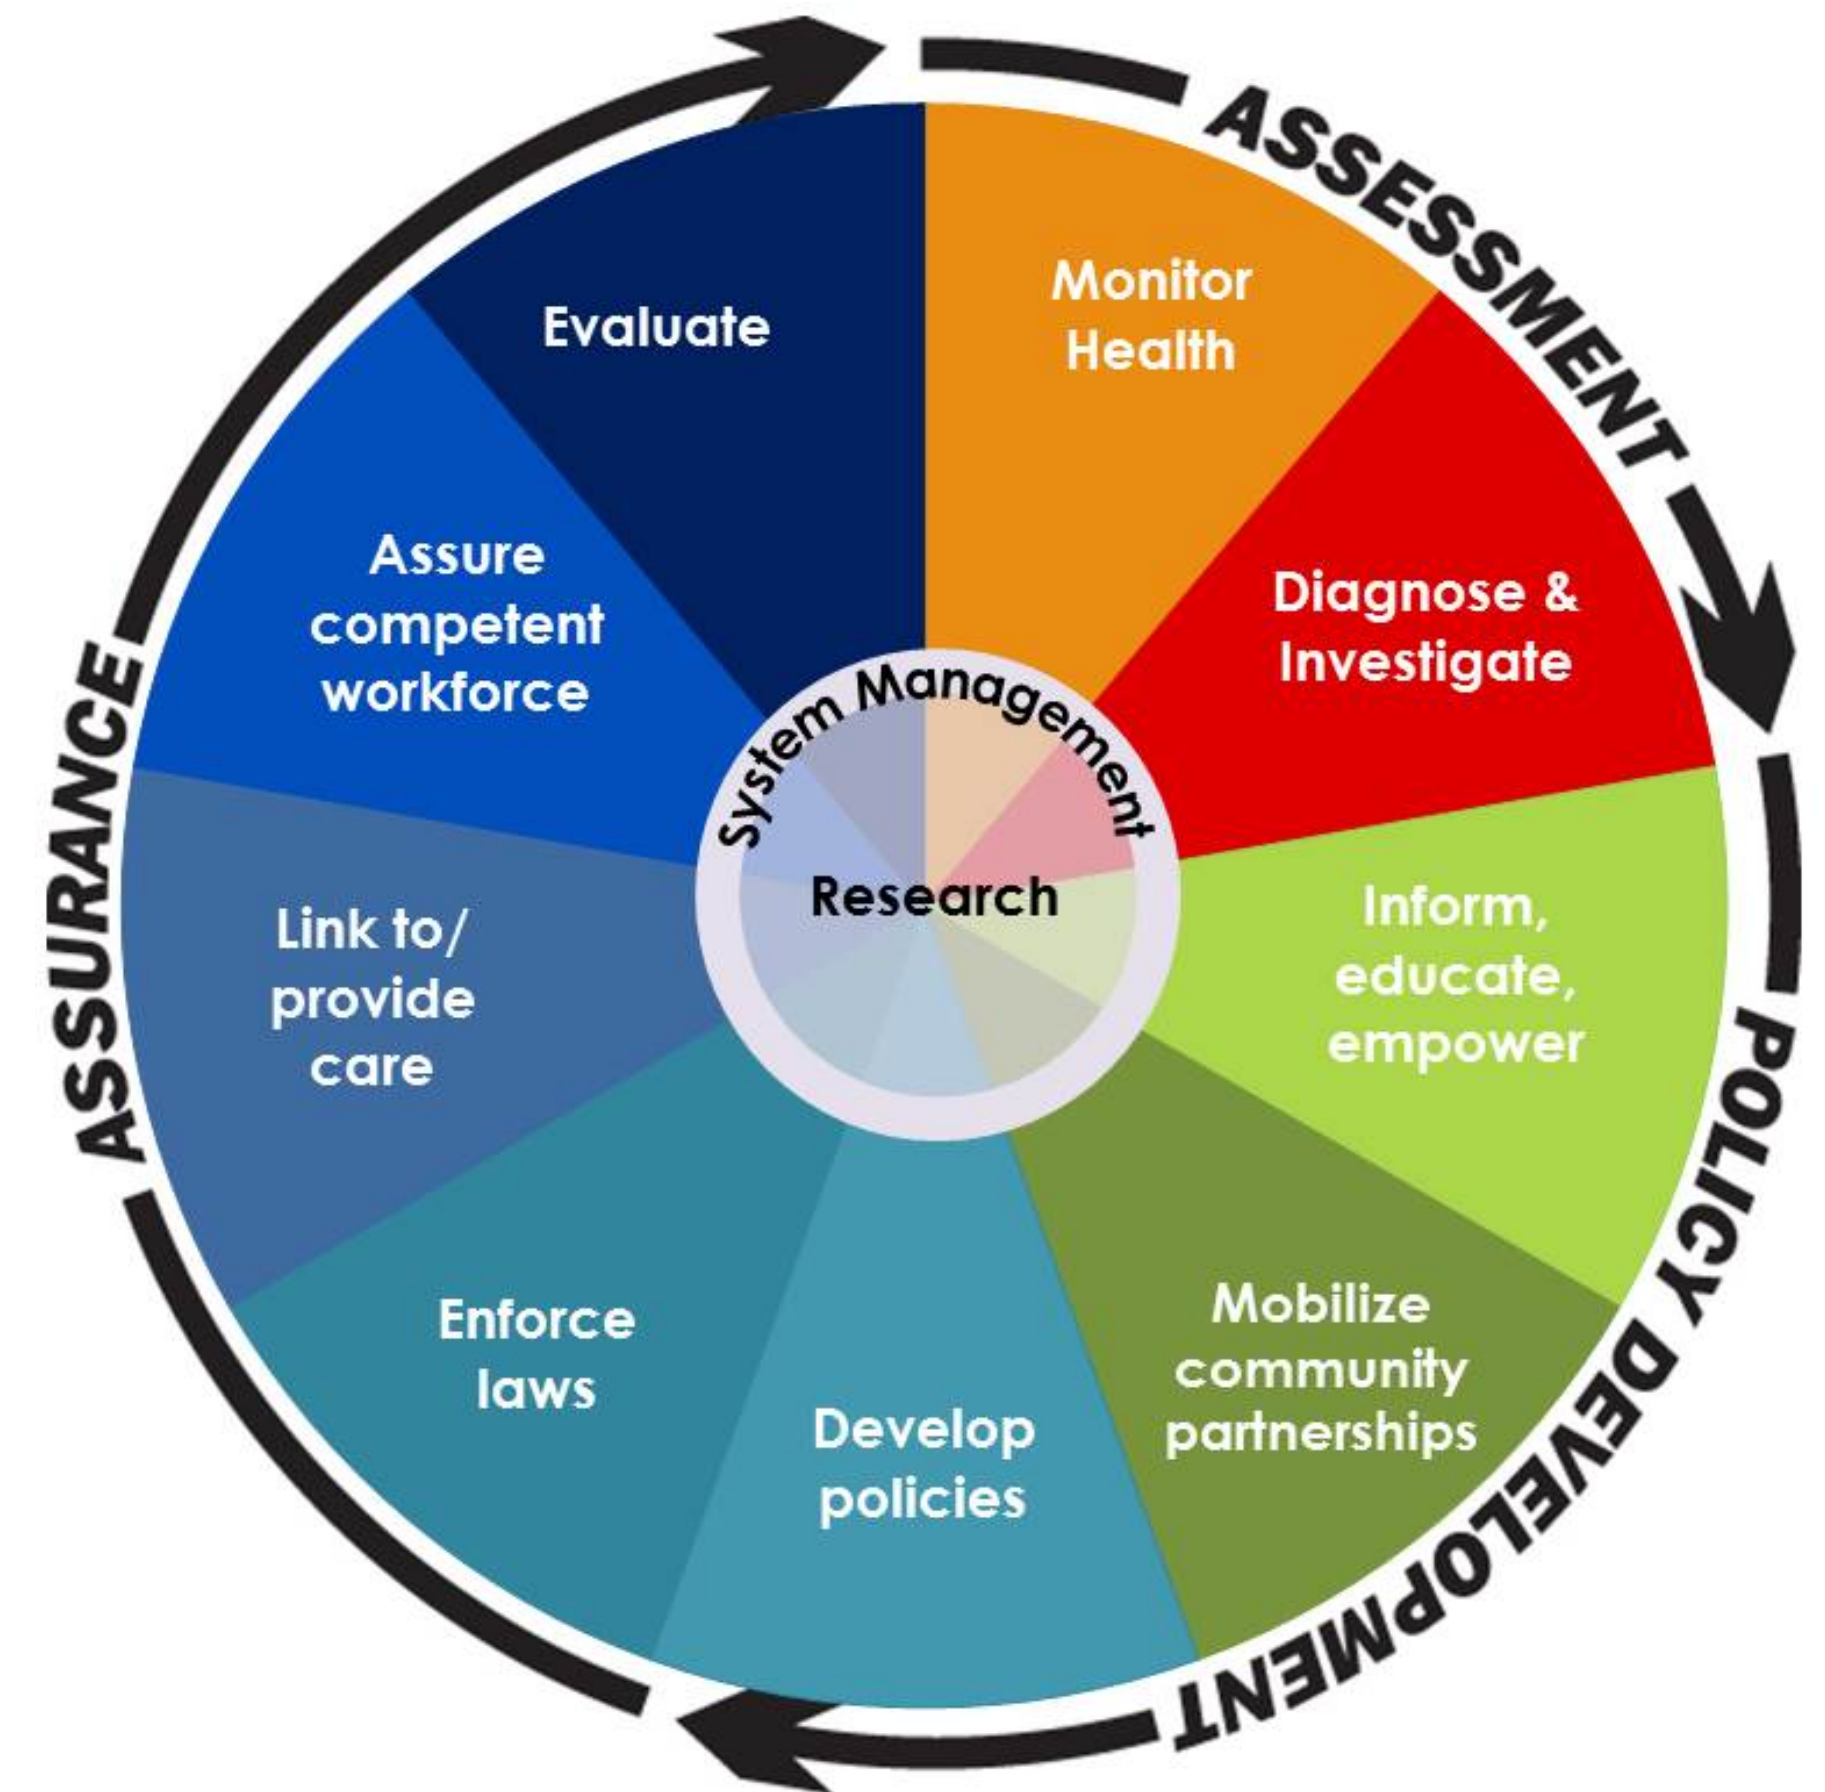 ASSESSMENT
Monitor
Health
Diagnose &
Investigate
POLICY DEVELOPMENT
Inform,
educate,
empower
Mobilize
community
partnerships
Develop
policies
ASSURANCE
Enforce
laws
Link to/
provide
care
Assure
competent
workforce
Evaluate
System Management
Research